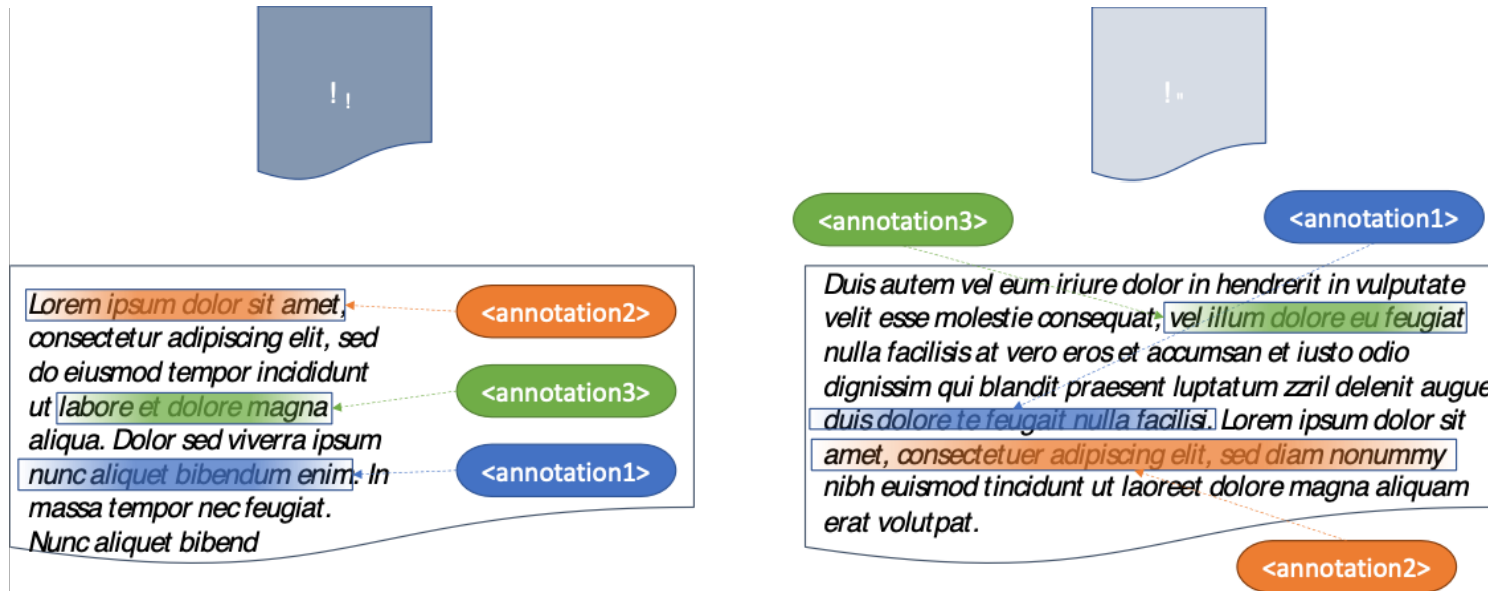 ! !
! "
<annotation3>
<annotation1>
Lorem ipsum dolor sit amet,
consectetur adipiscing elit, sed
do eiusmod tempor incididunt
ut labore et dolore magna
aliqua. Dolor sed viverra ipsum
nunc aliquet bibendum enim. In
massa tempor nec feugiat.
Nunc aliquet bibend
<annotation2>
<annotation3>
<annotation1>
Duis autem vel eum iriure dolor in hendrerit in vulputate
velit esse molestie consequat, vel illum dolore eu feugiat
nulla facilisis at vero eros et accumsan et iusto odio
dignissim qui blandit praesent luptatum zzril delenit augue
duis dolore te feugait nulla facilisi. Lorem ipsum dolor sit
amet, consectetuer adipiscing elit, sed diam nonummy
nibh euismod tincidunt ut laoreet dolore magna aliquam
erat volutpat.
<annotation2>